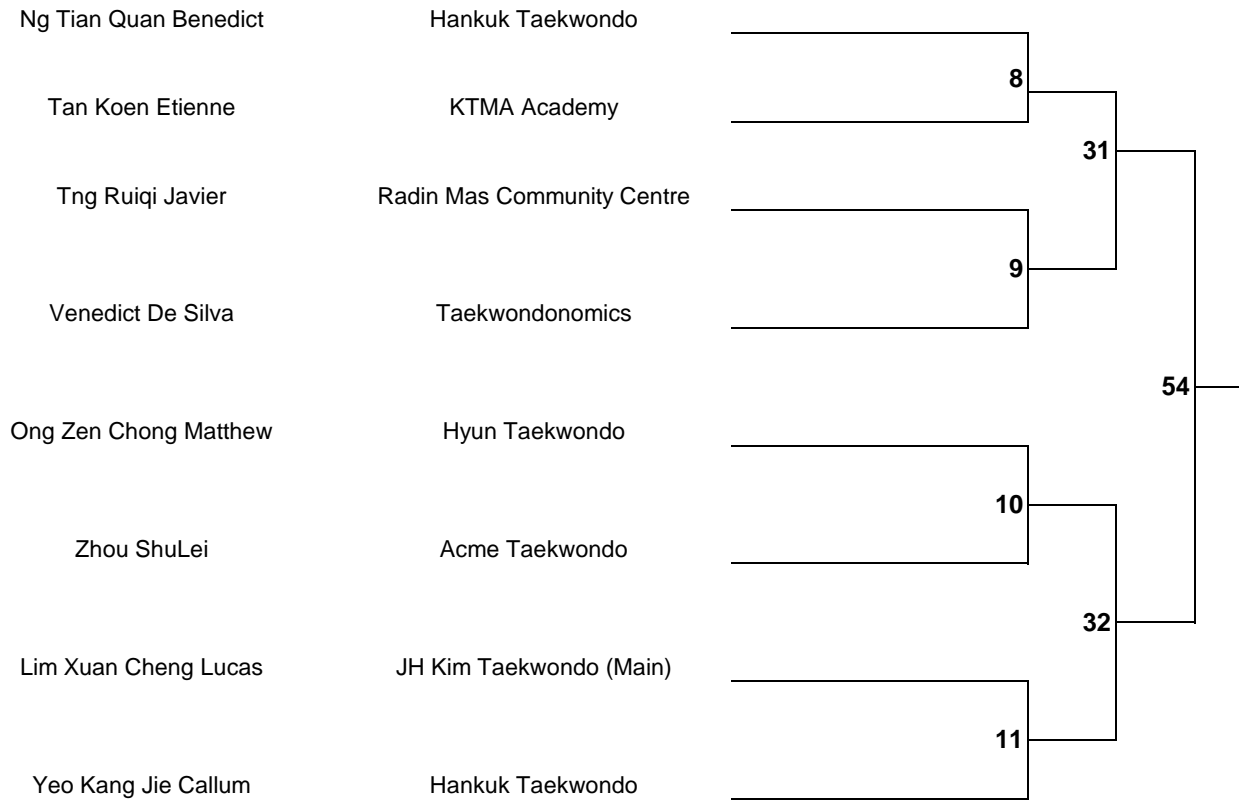 Ng Tian Quan Benedict Hankuk Taekwondo
8
Tan Koen Etienne KTMA Academy
31
Tng Ruiqi Javier Radin Mas Community Centre
9
Venedict De Silva Taekwondonomics
54
Ong Zen Chong Matthew Hyun Taekwondo
10
Zhou ShuLei Acme Taekwondo
32
Lim Xuan Cheng Lucas JH Kim Taekwondo (Main)
11
Yeo Kang Jie Callum Hankuk Taekwondo